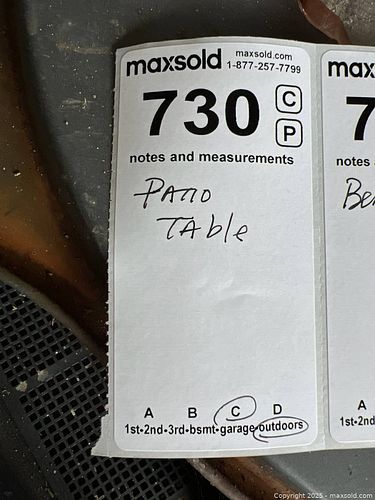 maxsold
maxsold.com
1-877-257-7799
730
C
P
notes and measurements
PATIO
TAble
A B C D
1st-2nd-3rd-bsmt-garage-outdoors
max
7
notes
Be
A
1st-2nd
Copyright 2025 - maxsold.com